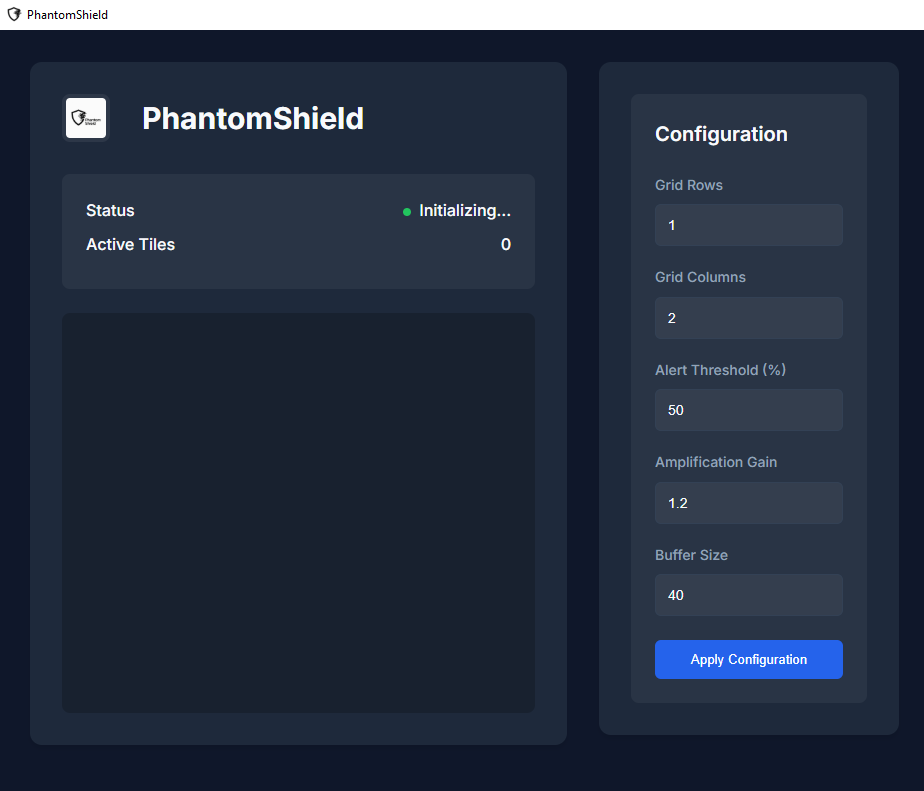 PhantomShield
PhantomShield
Status
Initializing...
Active Tiles
0
Configuration
Grid Rows
1
Grid Columns
2
Alert Threshold (%)
50
Amplification Gain
1.2
Buffer Size
40
Apply Configuration